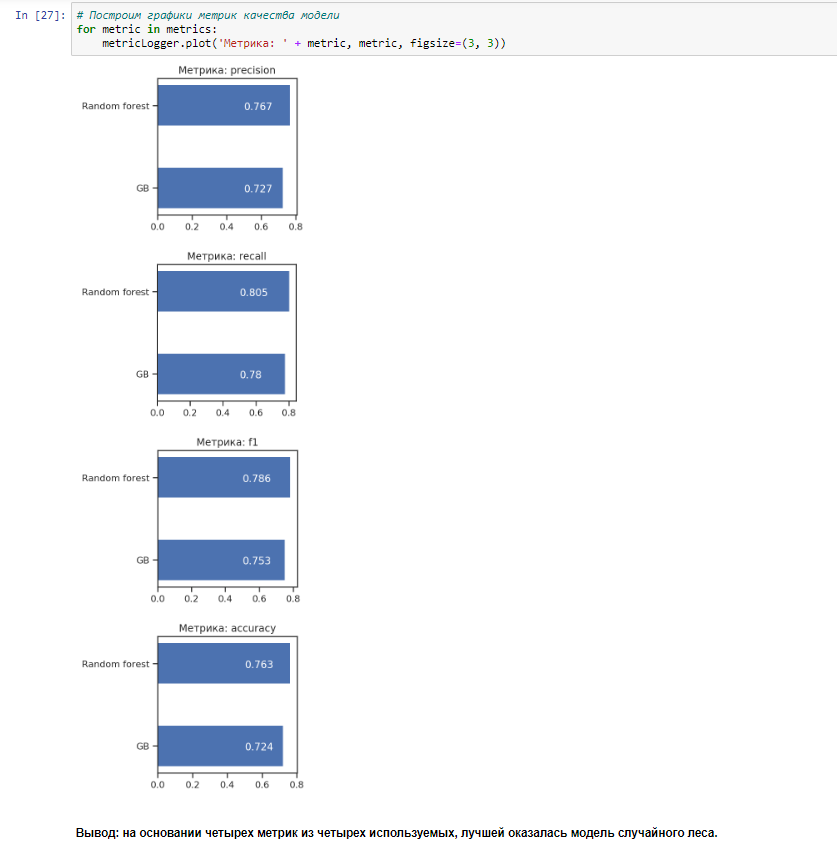 In [27]: # Построим графики метрик качества модели
for metric in metrics:
metricLogger.plot('Метрика: ' + metric, metric, figsize=(3, 3))
Метрика: precision
Random forest 0.767
GB 0.727
0.0 0.2 0.4 0.6 0.8
Метрика: recall
Random forest 0.805
GB 0.78
0.0 0.2 0.4 0.6 0.8
Метрика: f1
Random forest 0.786
GB 0.753
0.0 0.2 0.4 0.6 0.8
Метрика: accuracy
Random forest 0.763
GB 0.724
0.0 0.2 0.4 0.6 0.8
Вывод: на основании четырех метрик из четырех используемых, лучшей оказалась модель случайного леса.